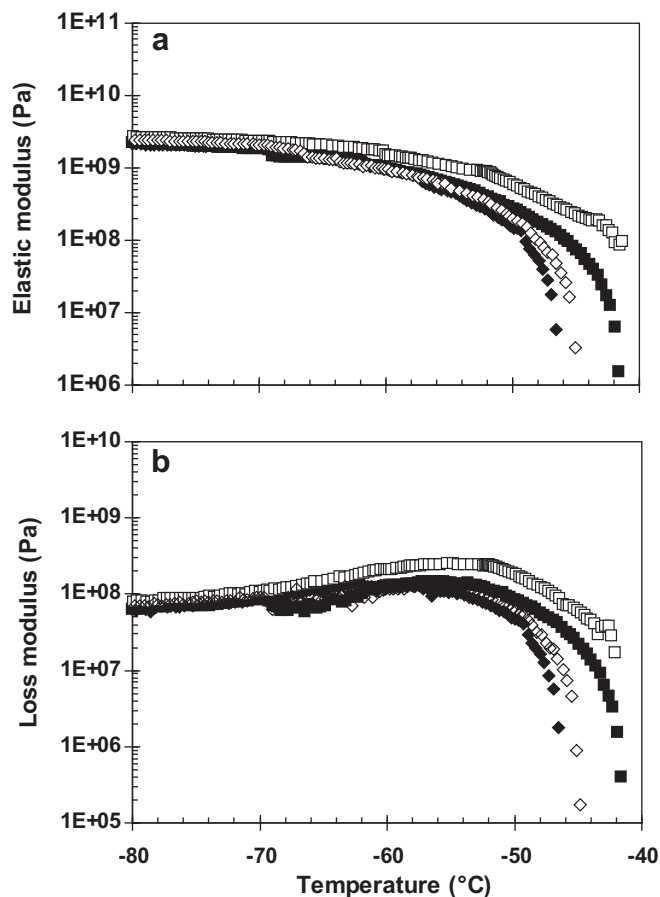 a
Elastic modulus (Pa)
1E+11
1E+10
1E+09
1E+08
1E+07
1E+06
b
Loss modulus (Pa)
1E+10
1E+09
1E+08
1E+07
1E+06
1E+05
-80 -70 -60 -50 -40
Temperature (°C)